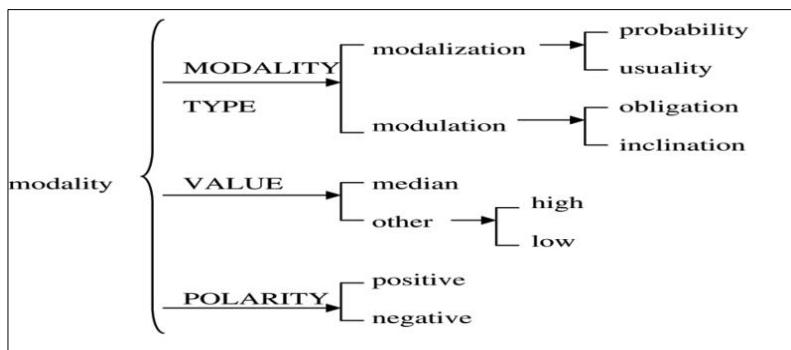 probability
modalization
MODALITY
usuality
TYPE
obligation
modulation
inclination
modality
VALUE
median
high
other
low
positive
POLARITY
negative